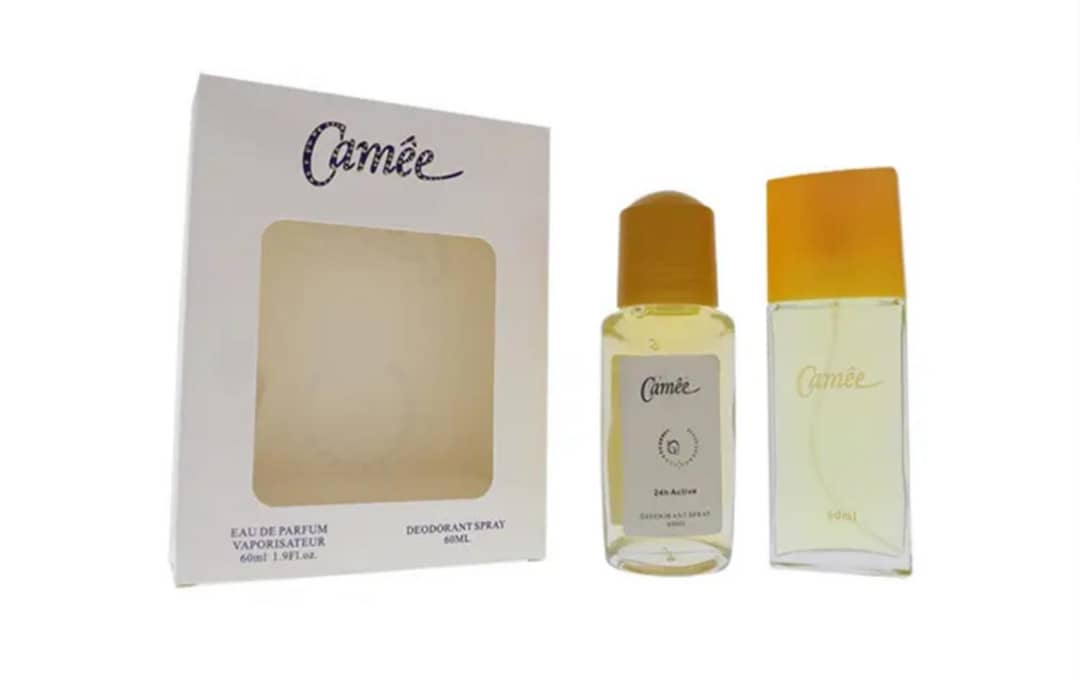 Camêe
EAU DE PARFUM
VAPORISATEUR
60ml 1.9Fl.oz.
DEODORANT SPRAY
60ML
Camêe
24h Active
DEODORANT SPRAY
60ML
Camêe
60ml